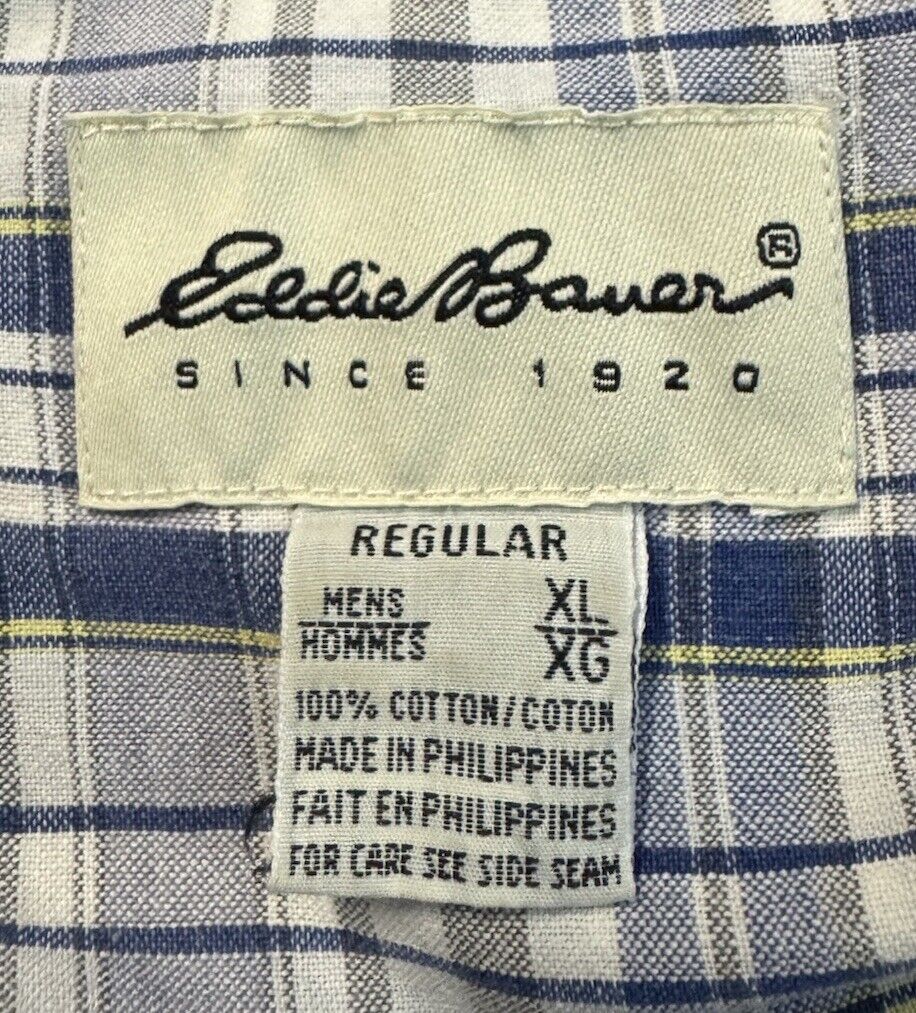 Eddie Bauer®
SINCE 1920
REGULAR
MENS XL
HOMMES XG
100% COTTON/COTON
MADE IN PHILIPPINES
FAIT EN PHILIPPINES
FOR CARE SEE SIDE SEAM